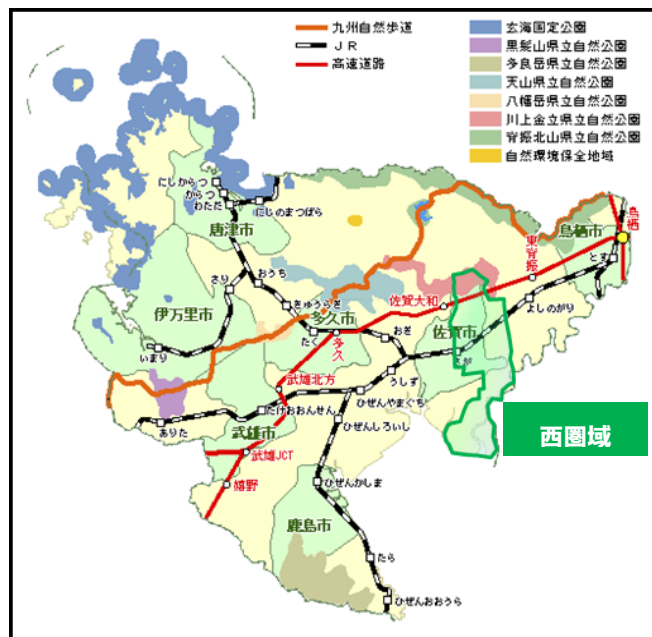 九州自然歩道
JR
高速道路
玄海国定公園
黒髪山県立自然公園
多良岳県立自然公園
天山県立自然公園
八幡岳県立自然公園
川上金立県立自然公園
脊振北山県立自然公園
自然環境保全地域
にしからつ
からつ
わただ
にじのまつばら
唐津市
鳥栖
鳥栖市
東脊振
とす
さり
おうち
きゅうらぎ
佐賀大和
よしのがり
伊万里市
多久市
おぎ
佐賀市
いまり
たく
多久
さが
武雄北方
うしず
たけおおんせん
ひぜんやまぐち
ありた
武雄市
ひぜんしろいし
西圏域
武雄JCT
嬉野
ひぜんかしま
鹿島市
たら
ひぜんおおうら